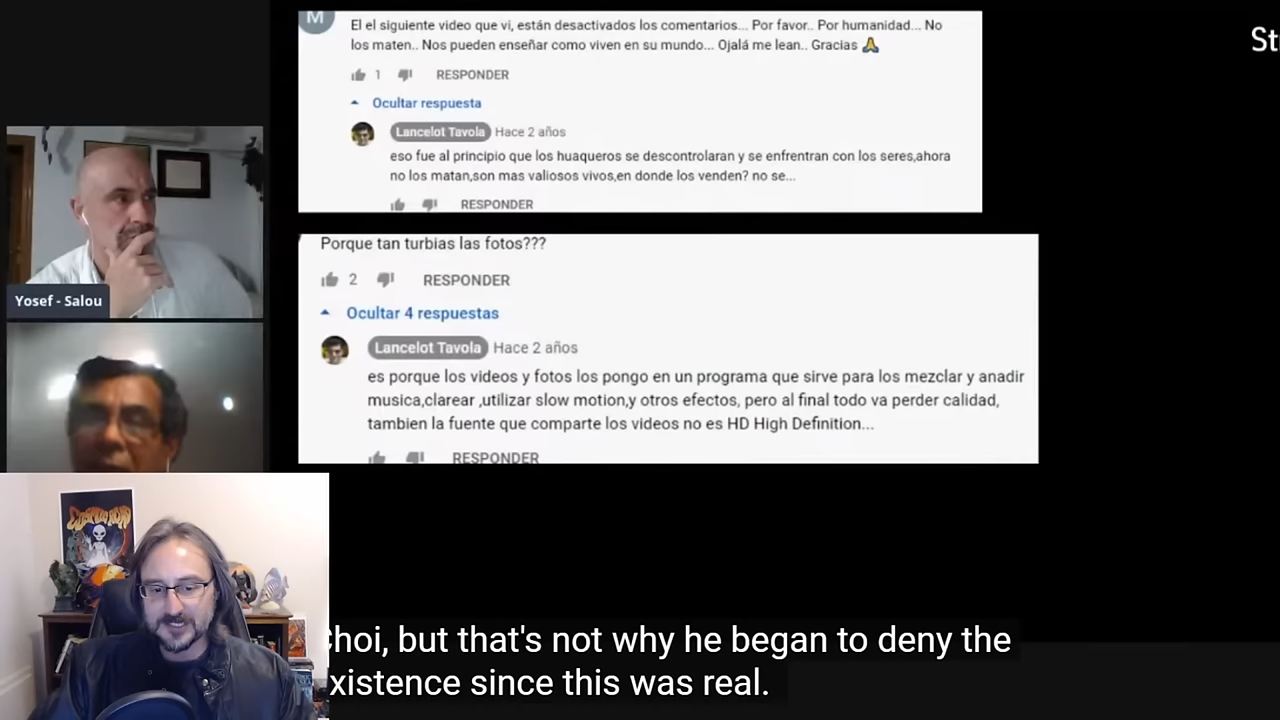 M
El el siguiente video que vi, están desactivados los comentarios... Por favor.. Por humanidad... No
los maten.. Nos pueden enseñar como viven en su mundo... Ojalá me lean.. Gracias 🙏
1 RESPONDER
Ocultar respuesta
Lancelot Tavola Hace 2 años
eso fue al principio que los huaqueros se descontrolaran y se enfrentran con los seres,ahora
no los matan,son mas valiosos vivos,en donde los venden? no se...
RESPONDER
Porque tan turbias las fotos???
2 RESPONDER
Ocultar 4 respuestas
Lancelot Tavola Hace 2 años
es porque los videos y fotos los pongo en un programa que sirve para los mezclar y anadir
musica,clarear ,utilizar slow motion,y otros efectos, pero al final todo va perder calidad,
tambien la fuente que comparte los videos no es HD High Definition...
RESPONDER
St
Yosef - Salou
hoi, but that's not why he began to deny the
xistence since this was real.